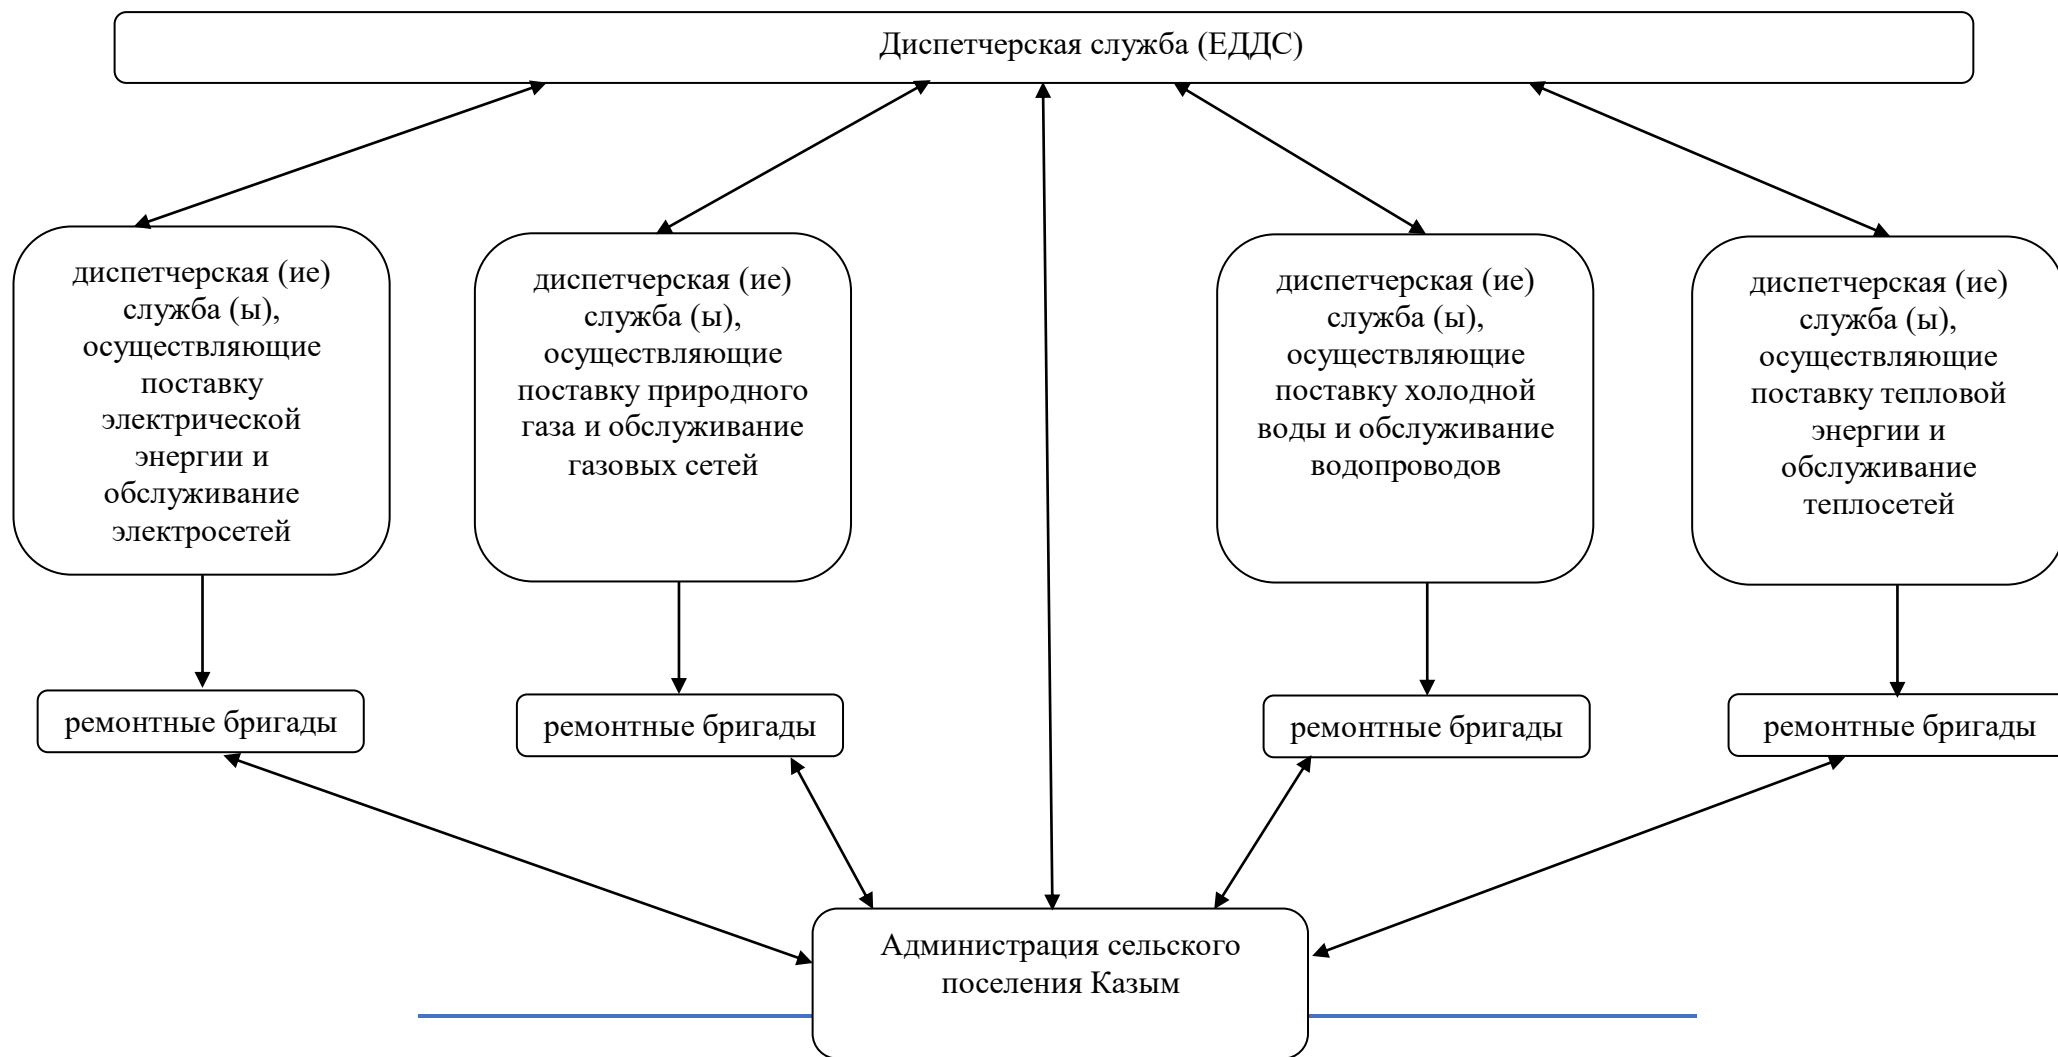 Диспетчерская служба (ЕДДС)
диспетчерская (ие)
служба (ы),
осуществляющие
поставку
электрической
энергии и
обслуживание
электросетей
диспетчерская (ие)
служба (ы),
осуществляющие
поставку природного
газа и обслуживание
газовых сетей
диспетчерская (ие)
служба (ы),
осуществляющие
поставку холодной
воды и обслуживание
водопроводов
диспетчерская (ие)
служба (ы),
осуществляющие
поставку тепловой
энергии и
обслуживание
теплосетей
ремонтные бригады
ремонтные бригады
ремонтные бригады
ремонтные бригады
Администрация сельского
поселения Казым